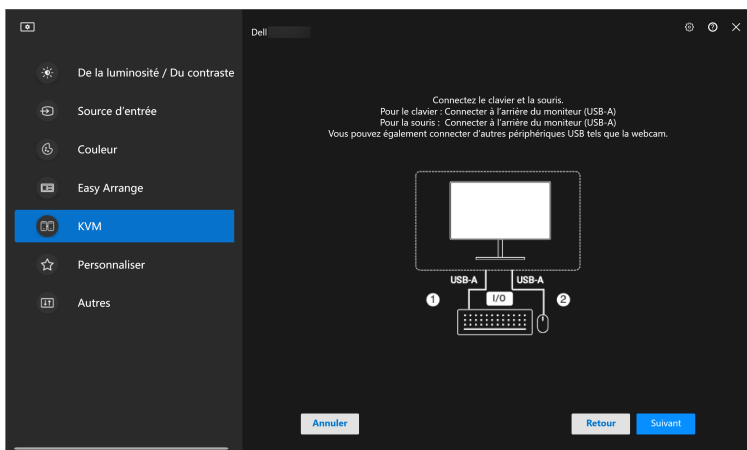 Dell
De la luminosité / Du contraste
Source d'entrée
Couleur
Easy Arrange
KVM
Personnaliser
Autres
Connectez le clavier et la souris.
Pour le clavier : Connecter à l'arrière du moniteur (USB-A)
Pour la souris : Connecter à l'arrière du moniteur (USB-A)
Vous pouvez également connecter d'autres périphériques USB tels que la webcam.
USB-A USB-A
1 I/O 2
Annuler Retour Suivant